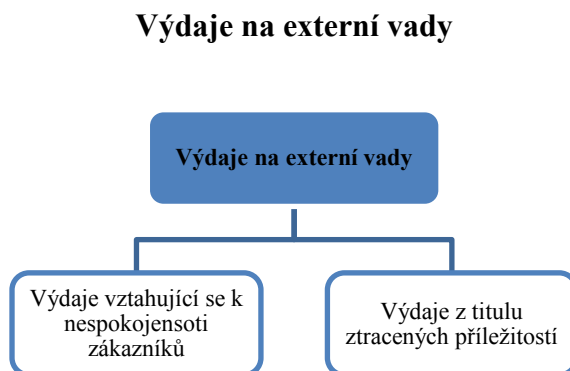 Výdaje na externí vady
Výdaje na externí vady
Výdaje vztahující se k
nespokojensoti
zákazníků
Výdaje z titulu
ztracených příležitostí